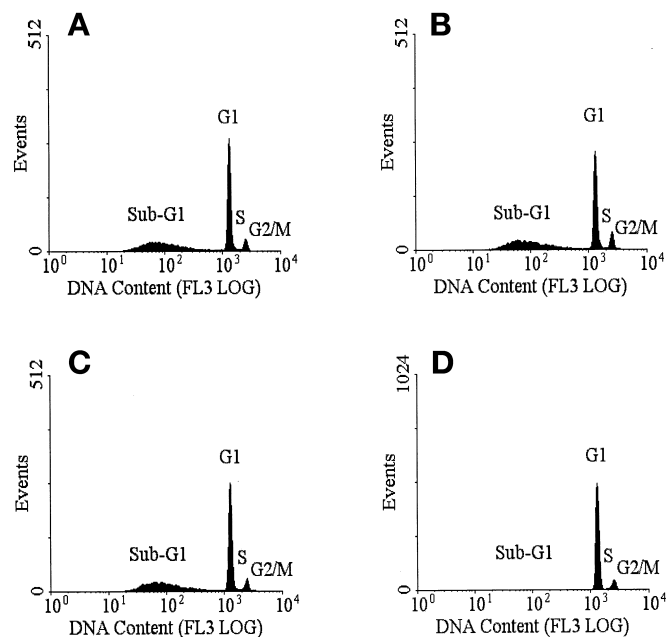 A
512
Events
0
G1
Sub-G1
S
G2/M
10^0 10^1 10^2 10^3 10^4
DNA Content (FL3 LOG)
B
512
Events
0
G1
Sub-G1
S
G2/M
10^0 10^1 10^2 10^3 10^4
DNA Content (FL3 LOG)
C
512
Events
0
G1
Sub-G1
S
G2/M
10^0 10^1 10^2 10^3 10^4
DNA Content (FL3 LOG)
D
1024
Events
0
G1
Sub-G1
S
G2/M
10^0 10^1 10^2 10^3 10^4
DNA Content (FL3 LOG)